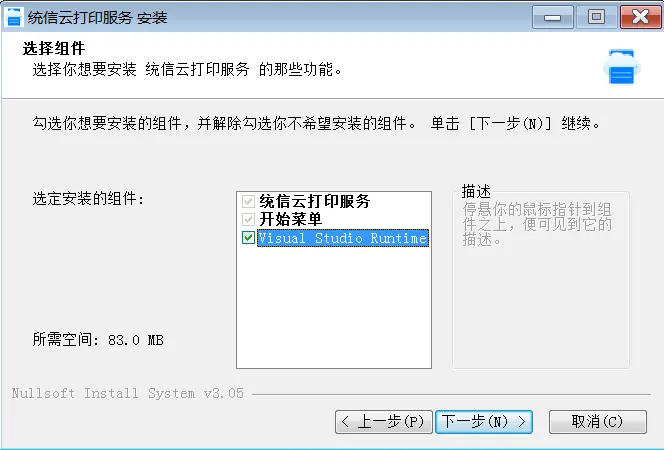 统信云打印服务 安装
选择组件
选择你想要安装 统信云打印服务 的那些功能。
勾选你想要安装的组件，并解除勾选你不希望安装的组件。 单击 [下一步(N)] 继续。
选定安装的组件:
统信云打印服务
开始菜单
Visual Studio Runtime
描述
停悬你的鼠标指针到组
件之上，便可见到它的
描述。
所需空间: 83.0 MB
Nullsoft Install System v3.05
< 上一步(P)
下一步(N) >
取消(C)